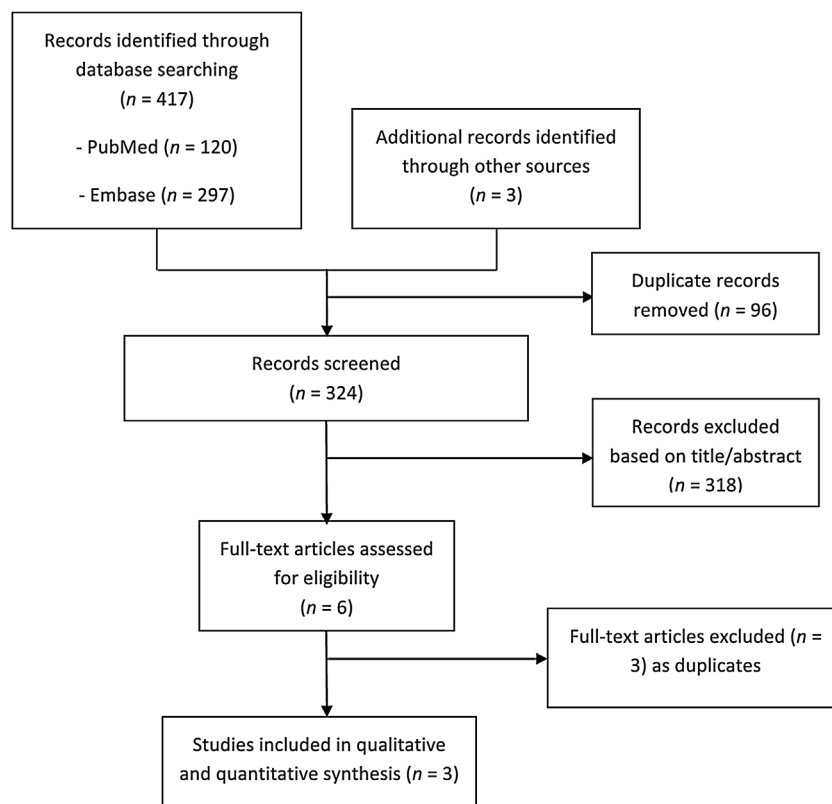 Records identified through
database searching
(n = 417)
- PubMed (n = 120)
- Embase (n = 297)
Additional records identified
through other sources
(n = 3)
Duplicate records
removed (n = 96)
Records screened
(n = 324)
Records excluded
based on title/abstract
(n = 318)
Full-text articles assessed
for eligibility
(n = 6)
Full-text articles excluded (n =
3) as duplicates
Studies included in qualitative
and quantitative synthesis (n = 3)